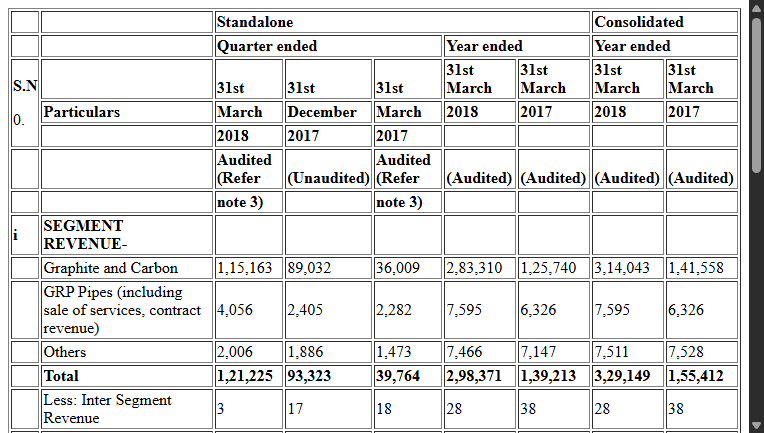 Standalone Consolidated
Quarter ended Year ended Year ended
S.N 31st 31st 31st 31st March 31st March 31st March 31st March
0. Particulars March December March 2018 2017 2018 2017
2018 2017 2017
Audited (Refer (Unaudited) Audited (Refer (Audited) (Audited) (Audited) (Audited)
note 3) note 3)
i SEGMENT REVENUE-
Graphite and Carbon 1,15,163 89,032 36,009 2,83,310 1,25,740 3,14,043 1,41,558
GRP Pipes (including sale of services, contract revenue) 4,056 2,405 2,282 7,595 6,326 7,595 6,326
Others 2,006 1,886 1,473 7,466 7,147 7,511 7,528
Total 1,21,225 93,323 39,764 2,98,371 1,39,213 3,29,149 1,55,412
Less: Inter Segment Revenue 3 17 18 28 38 28 38